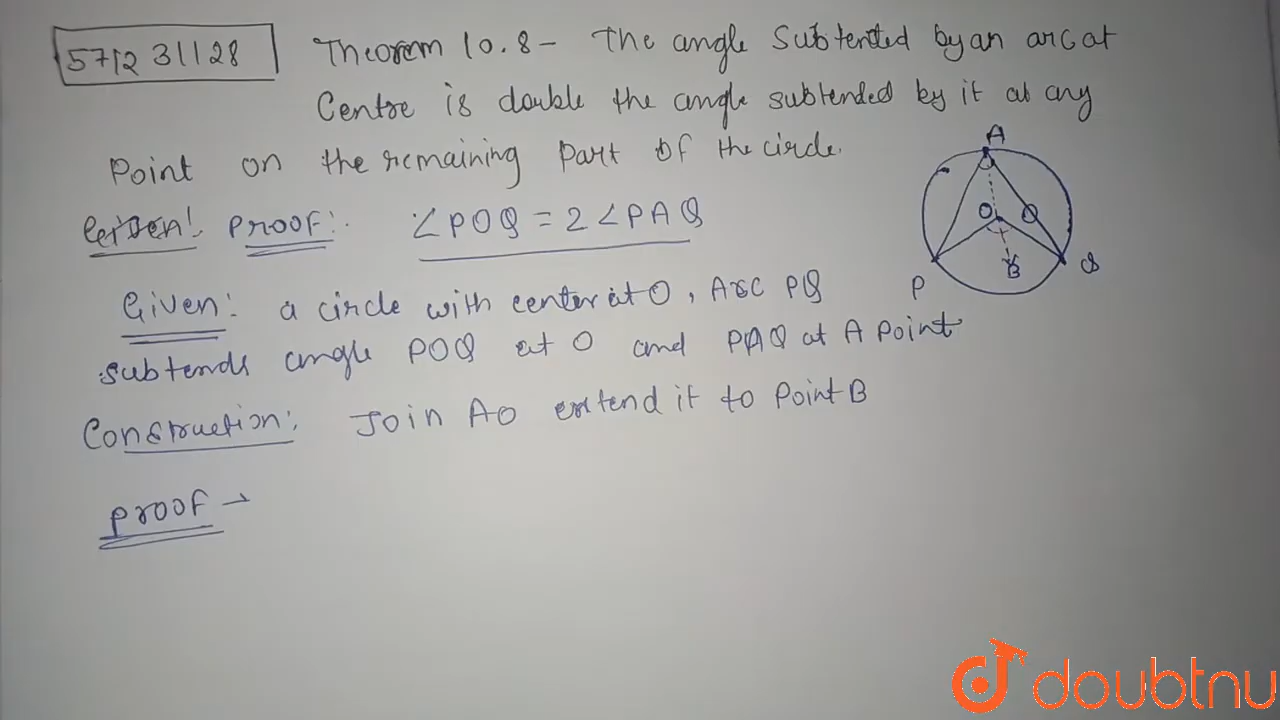 571231128 Theorem 10.8 - The angle Subtended by an arc at
Centre is double the angle subtended by it at any
Point on the remaining Part of the circle.
Proof: ∠POQ = 2∠PAQ
Given: a circle with center at O, Arc PQ
subtends angle POQ at O and PAQ at A Point
Construction: Join AO extend it to Point B
Proof →
A
O
B
P
Q
doubtnut